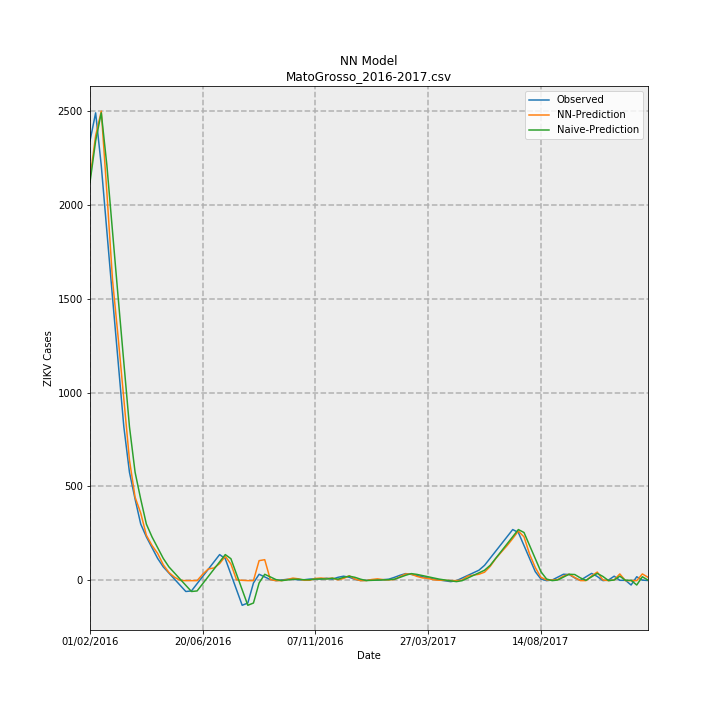 NN Model
MatoGrosso_2016-2017.csv
Observed
NN-Prediction
Naive-Prediction
2500
2000
1500
1000
500
0
ZIKV Cases
01/02/2016 20/06/2016 07/11/2016 27/03/2017 14/08/2017
Date